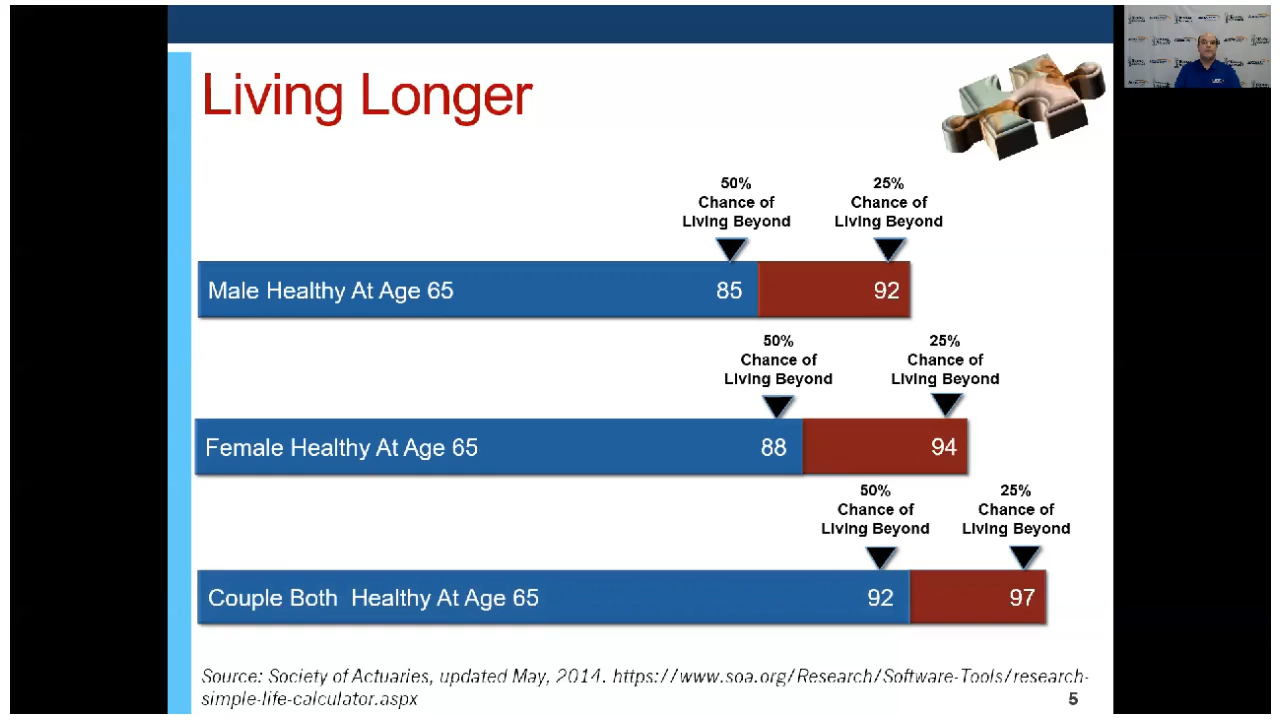 Living Longer
50%
Chance of
Living Beyond
25%
Chance of
Living Beyond
Male Healthy At Age 65
85
92
50%
Chance of
Living Beyond
25%
Chance of
Living Beyond
Female Healthy At Age 65
88
94
50%
Chance of
Living Beyond
25%
Chance of
Living Beyond
Couple Both Healthy At Age 65
92
97
Source: Society of Actuaries, updated May, 2014. https://www.soa.org/Research/Software-Tools/research-
simple-life-calculator.aspx
5